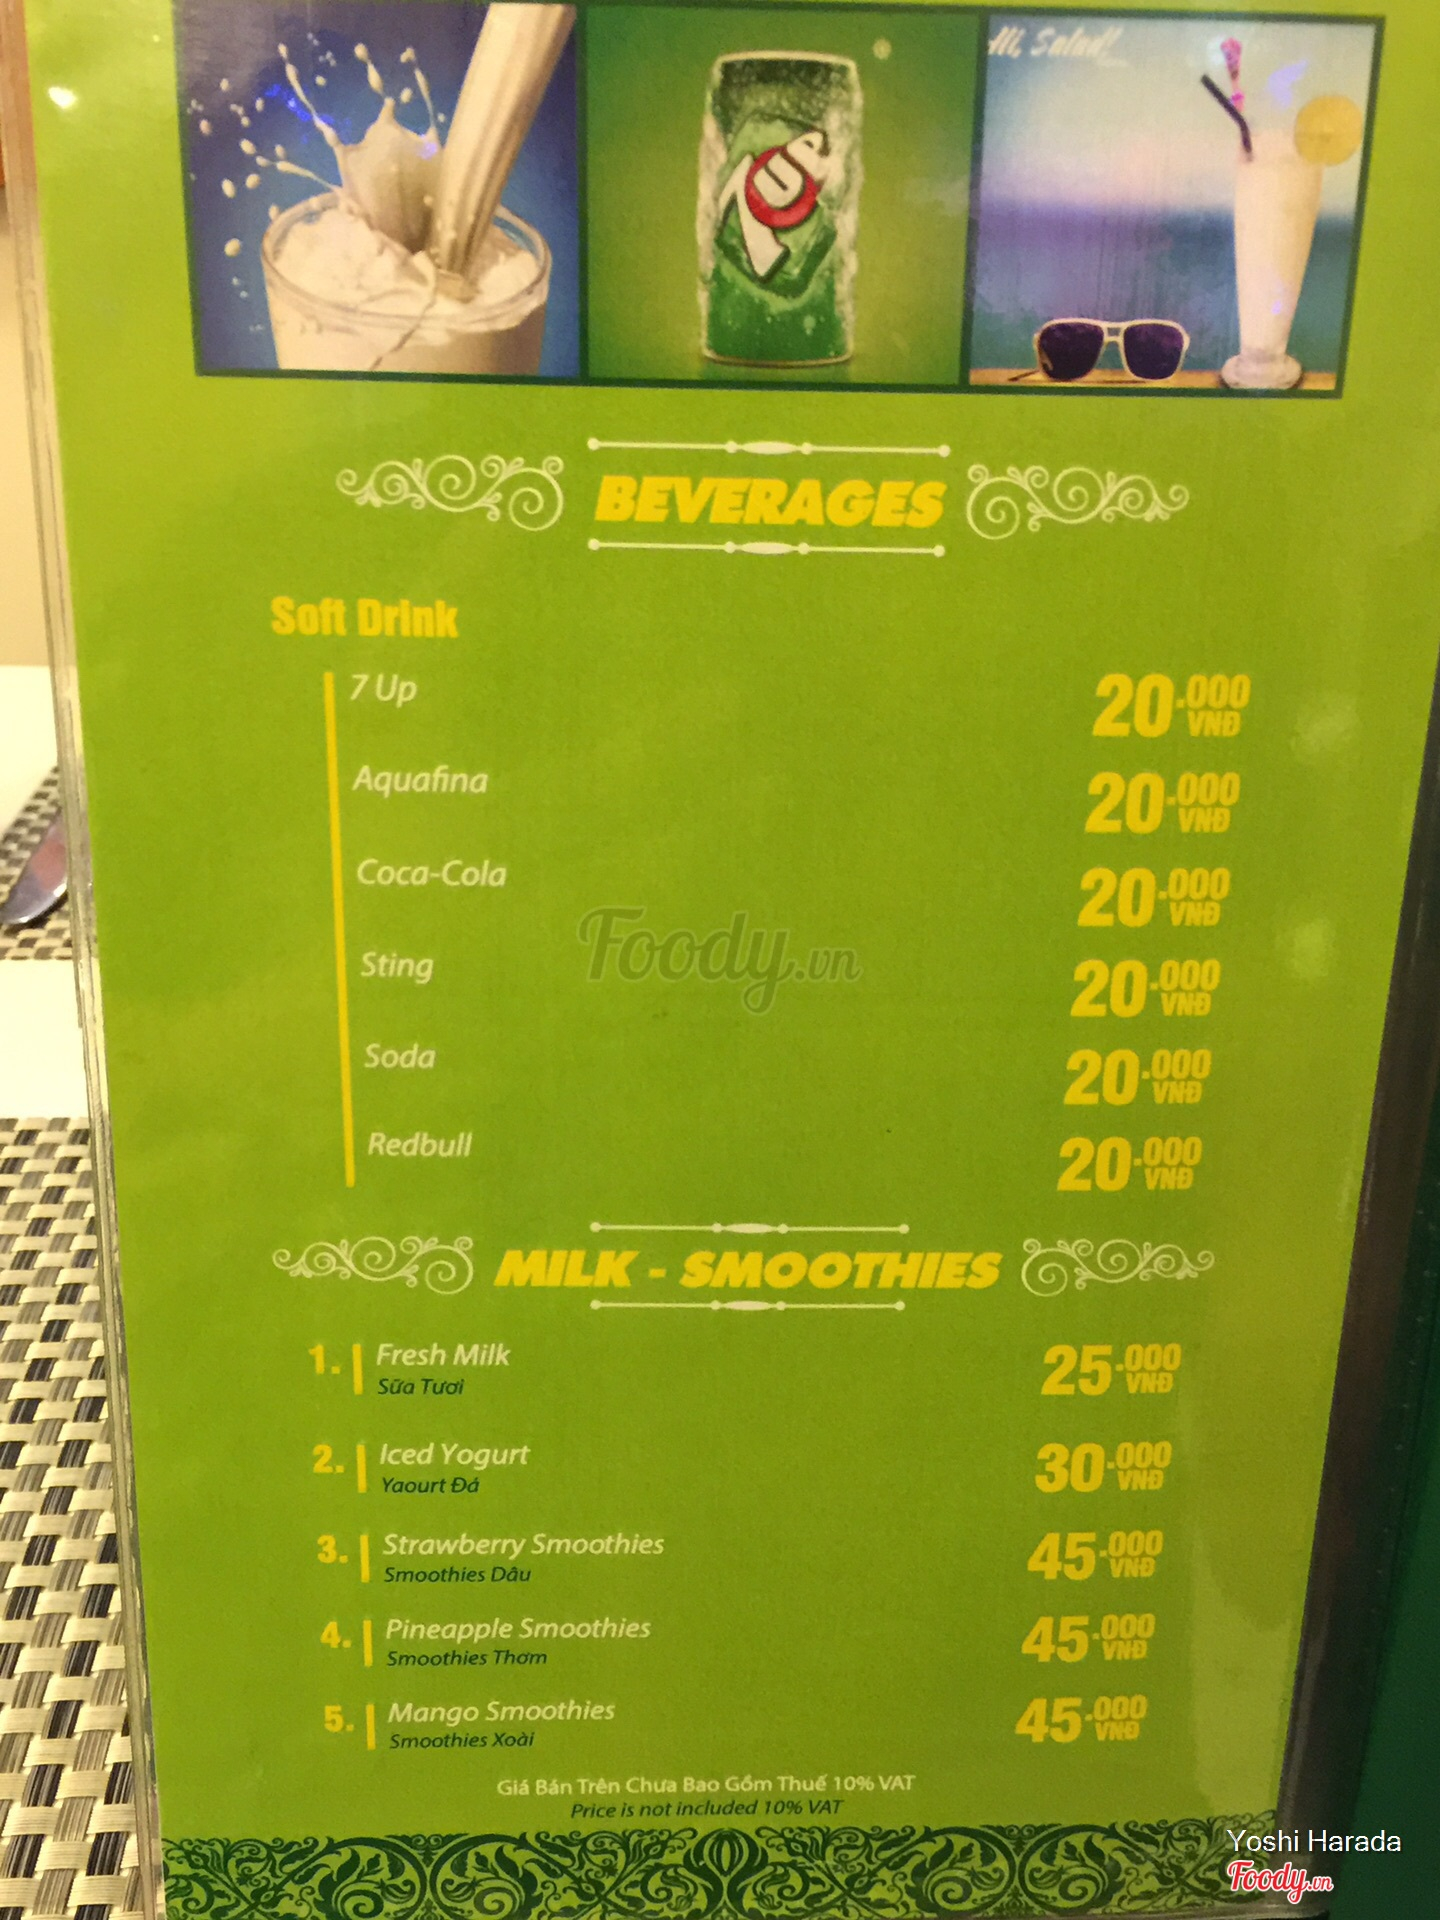 Hi, Salad!
7UP
BEVERAGES
Soft Drink
7 Up 20.000 VNĐ
Aquafina 20.000 VNĐ
Coca-Cola 20.000 VNĐ
Sting 20.000 VNĐ
Soda 20.000 VNĐ
Redbull 20.000 VNĐ
Foody.vn
MILK - SMOOTHIES
1. Fresh Milk 25.000 VNĐ
Sữa Tươi
2. Iced Yogurt 30.000 VNĐ
Yaourt Đá
3. Strawberry Smoothies 45.000 VNĐ
Smoothies Dâu
4. Pineapple Smoothies 45.000 VNĐ
Smoothies Thơm
5. Mango Smoothies 45.000 VNĐ
Smoothies Xoài
Giá Bán Trên Chưa Bao Gồm Thuế 10% VAT
Price is not included 10% VAT
Yoshi Harada
Foody.vn